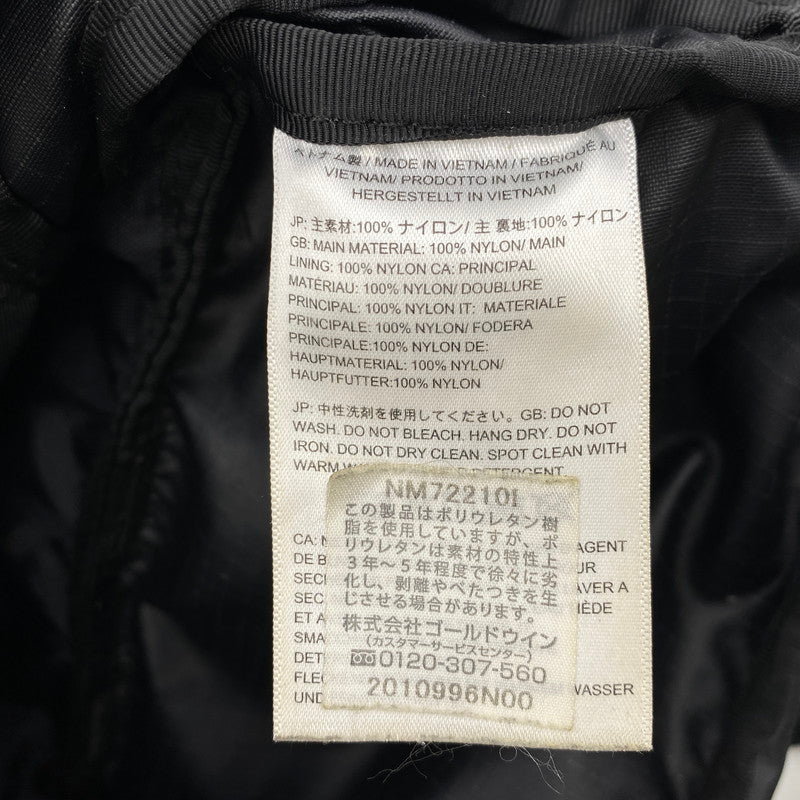 ベトナム製 / MADE IN VIETNAM / FABRIQUÉ AU
VIETNAM/ PRODOTTO IN VIETNAM/
HERGESTELLT IN VIETNAM
JP: 主素材:100% ナイロン/ 主 裏地:100% ナイロン
GB: MAIN MATERIAL: 100% NYLON/ MAIN
LINING: 100% NYLON CA: PRINCIPAL
MATÉRIAU: 100% NYLON/ DOUBLURE
PRINCIPAL: 100% NYLON IT: MATERIALE
PRINCIPALE: 100% NYLON/ FODERA
PRINCIPALE: 100% NYLON DE:
HAUPTMATERIAL: 100% NYLON/
HAUPTFUTTER:100% NYLON
JP: 中性洗剤を使用してください。 GB: DO NOT
WASH. DO NOT BLEACH. HANG DRY. DO NOT
IRON. DO NOT DRY CLEAN. SPOT CLEAN WITH
WARM DETERGENT.
NM72210I
この製品はポリウレタン樹
脂を使用していますが、ポ
リウレタンは素材の特性上
3年～5年程度で徐々に劣
化し、剥離やべたつきを生
じさせる場合があります。
株式会社ゴールドウイン
(カスタマーサービスセンター)
0120-307-560
2010996N00
CA: AGENT
DE
ET
WASSER
UND